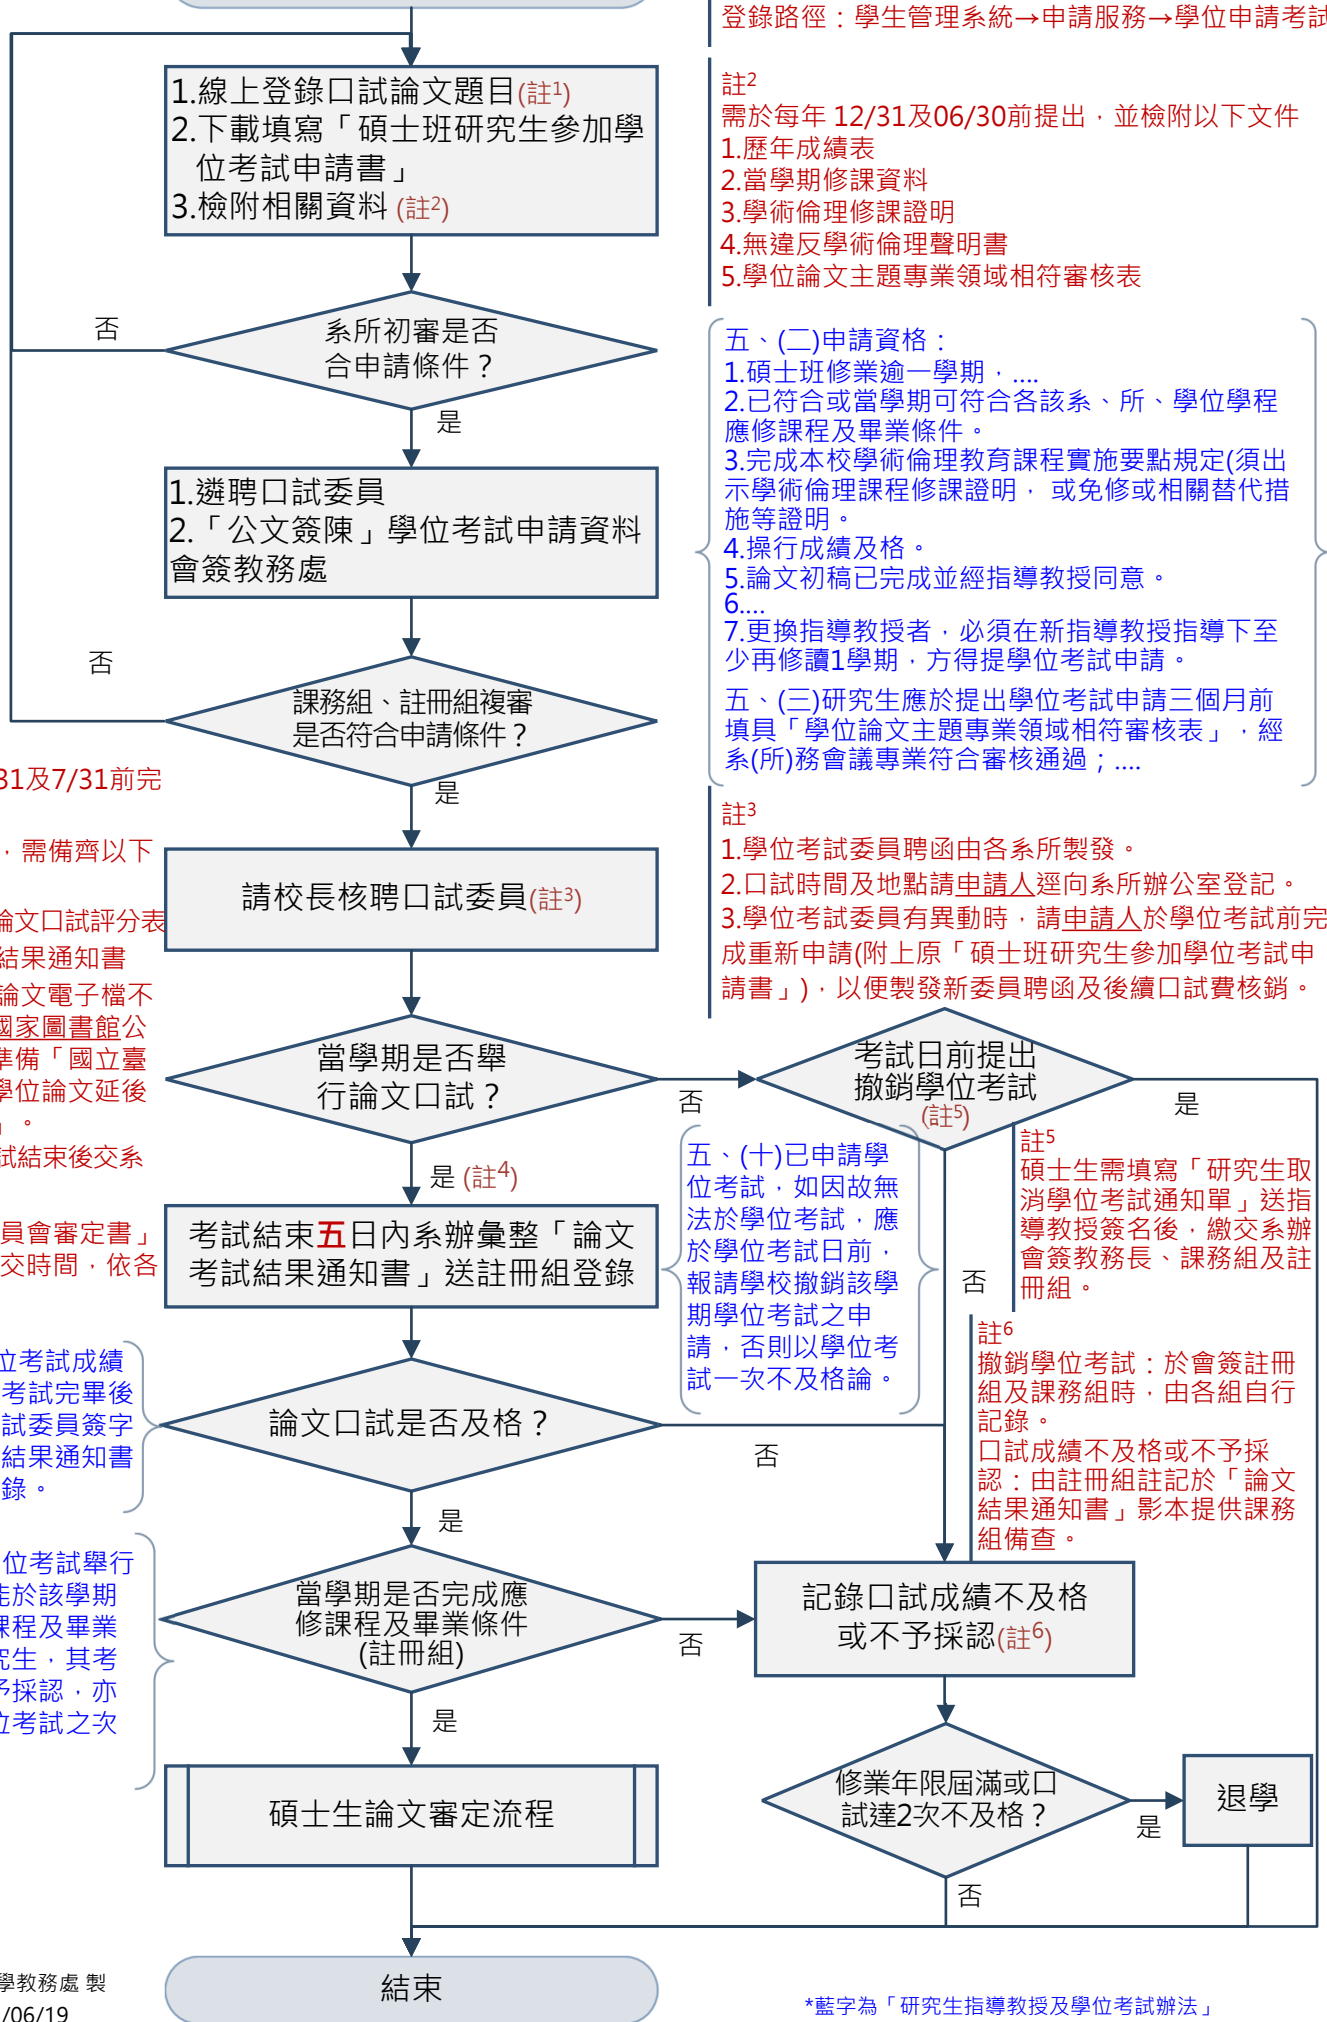 登錄路徑：學生管理系統→申請服務→學位申請考試
1.線上登錄口試論文題目(註1)
2.下載填寫「碩士班研究生參加學
位考試申請書」
3.檢附相關資料 (註2)
註2
需於每年 12/31及06/30前提出，並檢附以下文件
1.歷年成績表
2.當學期修課資料
3.學術倫理修課證明
4.無違反學術倫理聲明書
5.學位論文主題專業領域相符審核表
否
系所初審是否
合申請條件？
是
五、(二)申請資格：
1.碩士班修業逾一學期，....
2.已符合或當學期可符合各該系、所、學位學程
應修課程及畢業條件。
3.完成本校學術倫理教育課程實施要點規定(須出
示學術倫理課程修課證明， 或免修或相關替代措
施等證明。
4.操行成績及格。
5.論文初稿已完成並經指導教授同意。
6....
7.更換指導教授者，必須在新指導教授指導下至
少再修讀1學期，方得提學位考試申請。
五、(三)研究生應於提出學位考試申請三個月前
填具「學位論文主題專業領域相符審核表」，經
系(所)務會議專業符合審核通過；....
1.遴聘口試委員
2.「公文簽陳」學位考試申請資料
會簽教務處
否
課務組、註冊組複審
是否符合申請條件？
是
31及7/31前完
，需備齊以下
論文口試評分表
結果通知書
論文電子檔不
國家圖書館公
準備「國立臺
學位論文延後
」。
試結束後交系
員會審定書」
交時間，依各
請校長核聘口試委員(註3)
註3
1.學位考試委員聘函由各系所製發。
2.口試時間及地點請申請人逕向系所辦公室登記。
3.學位考試委員有異動時，請申請人於學位考試前完
成重新申請(附上原「碩士班研究生參加學位考試申
請書」)，以便製發新委員聘函及後續口試費核銷。
當學期是否舉
行論文口試？
否
考試日前提出
撤銷學位考試
(註5)
是
是 (註4)
五、(十)已申請學
位考試，如因故無
法於學位考試，應
於學位考試日前，
報請學校撤銷該學
期學位考試之申
請，否則以學位考
試一次不及格論。
註5
碩士生需填寫「研究生取
消學位考試通知單」送指
導教授簽名後，繳交系辦
會簽教務長、課務組及註
冊組。
考試結束五日內系辦彙整「論文
考試結果通知書」送註冊組登錄
否
註6
撤銷學位考試：於會簽註冊
組及課務組時，由各組自行
記錄。
口試成績不及格或不予採
認：由註冊組註記於「論文
結果通知書」影本提供課務
組備查。
位考試成績
考試完畢後
試委員簽字
結果通知書
錄。
論文口試是否及格？
否
是
位考試舉行
能於該學期
課程及畢業
究生，其考
予採認，亦
位考試之次
當學期是否完成應
修課程及畢業條件
(註冊組)
否
是
記錄口試成績不及格
或不予採認(註6)
碩士生論文審定流程
修業年限屆滿或口
試達2次不及格？
是
退學
否
結束
學教務處 製
/06/19
*藍字為「研究生指導教授及學位考試辦法」